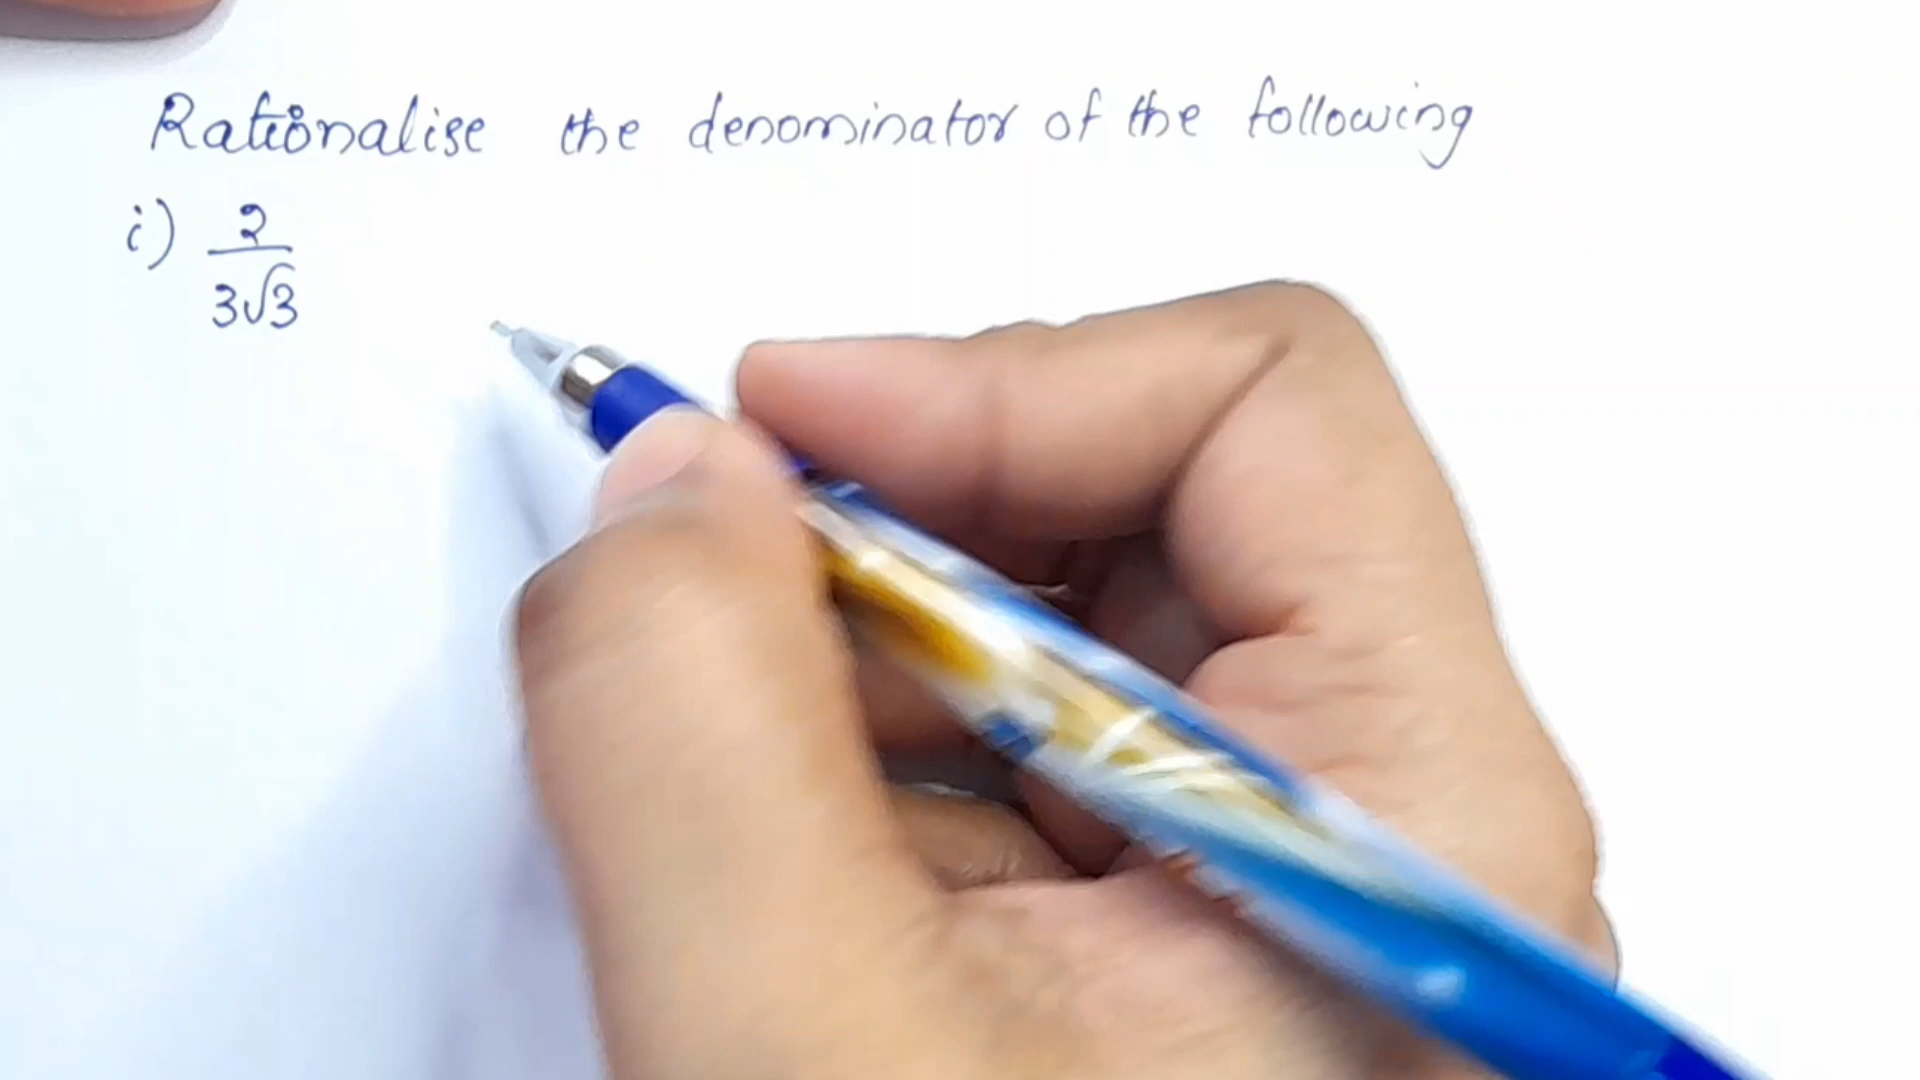 Rationalise the denominator of the following
i) 2/3√3